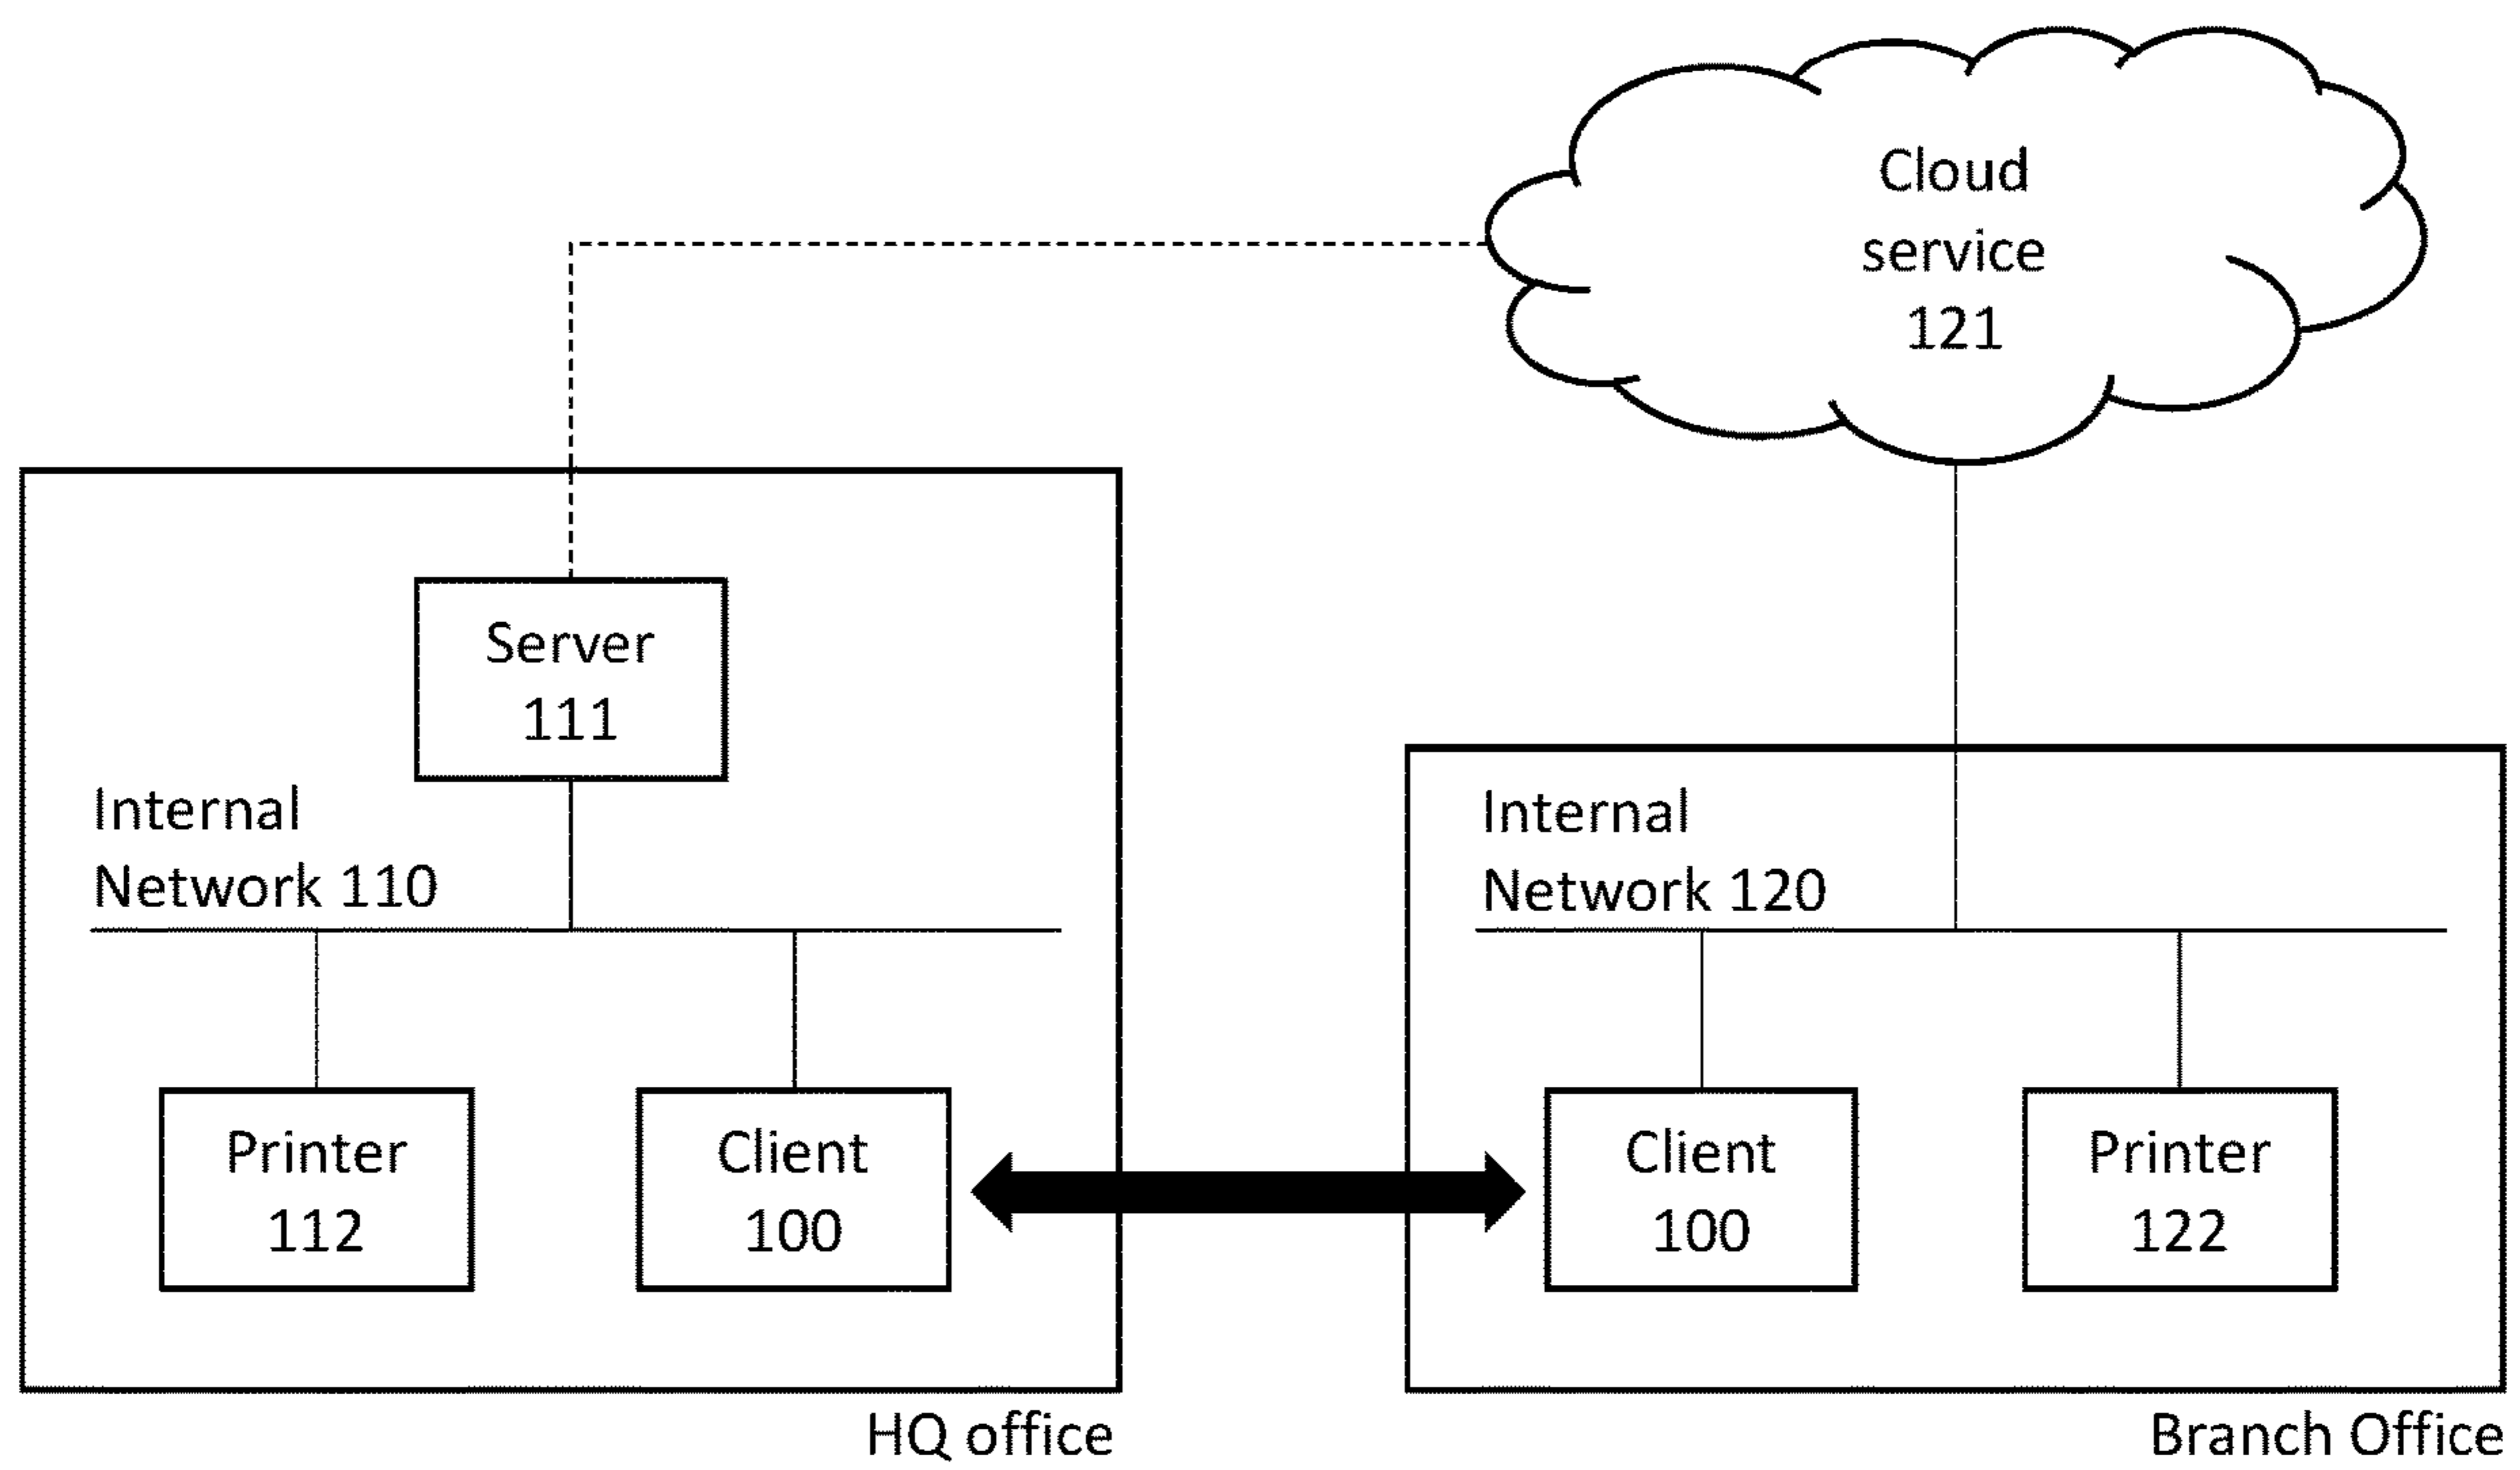 Cloud
service
121
Server
111
Internal
Network 110
Internal
Network 120
Printer
112
Client
100
Client
100
Printer
122
HQ office
Branch Office